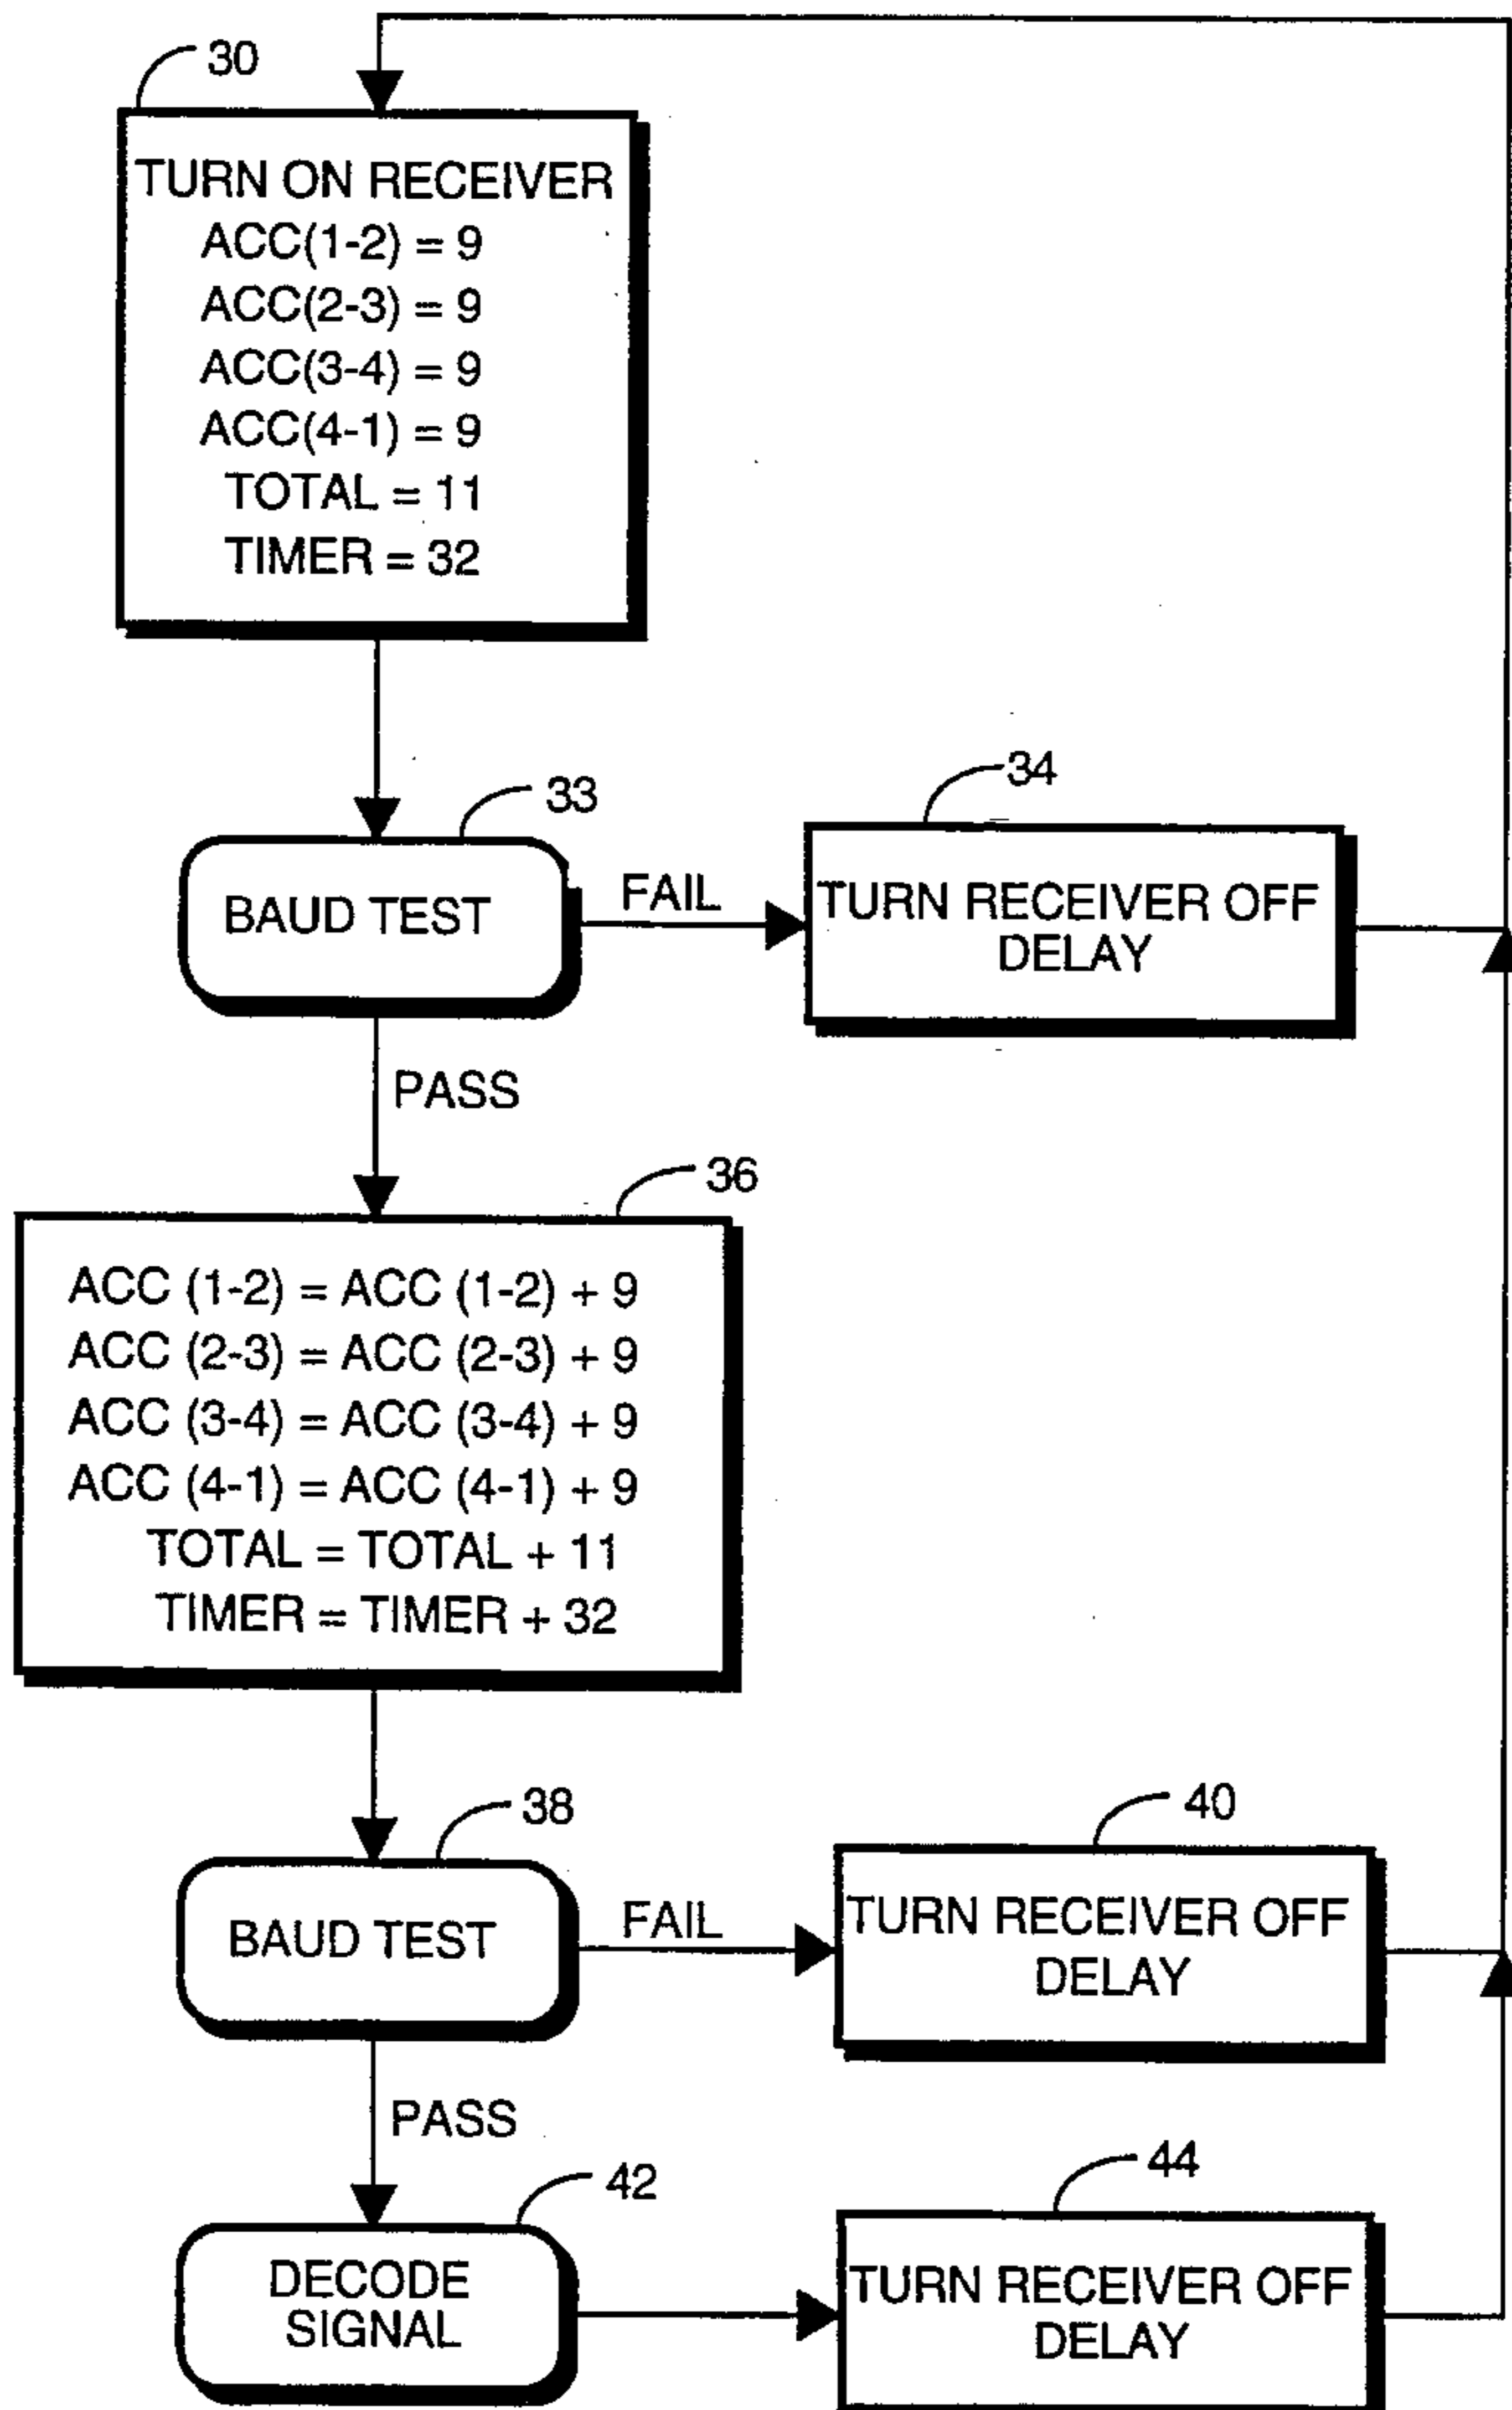 30
TURN ON RECEIVER
ACC(1-2) = 9
ACC(2-3) = 9
ACC(3-4) = 9
ACC(4-1) = 9
TOTAL = 11
TIMER = 32
33
BAUD TEST
FAIL
34
TURN RECEIVER OFF
DELAY
PASS
36
ACC (1-2) = ACC (1-2) + 9
ACC (2-3) = ACC (2-3) + 9
ACC (3-4) = ACC (3-4) + 9
ACC (4-1) = ACC (4-1) + 9
TOTAL = TOTAL + 11
TIMER = TIMER + 32
38
BAUD TEST
FAIL
40
TURN RECEIVER OFF
DELAY
PASS
42
DECODE
SIGNAL
44
TURN RECEIVER OFF
DELAY